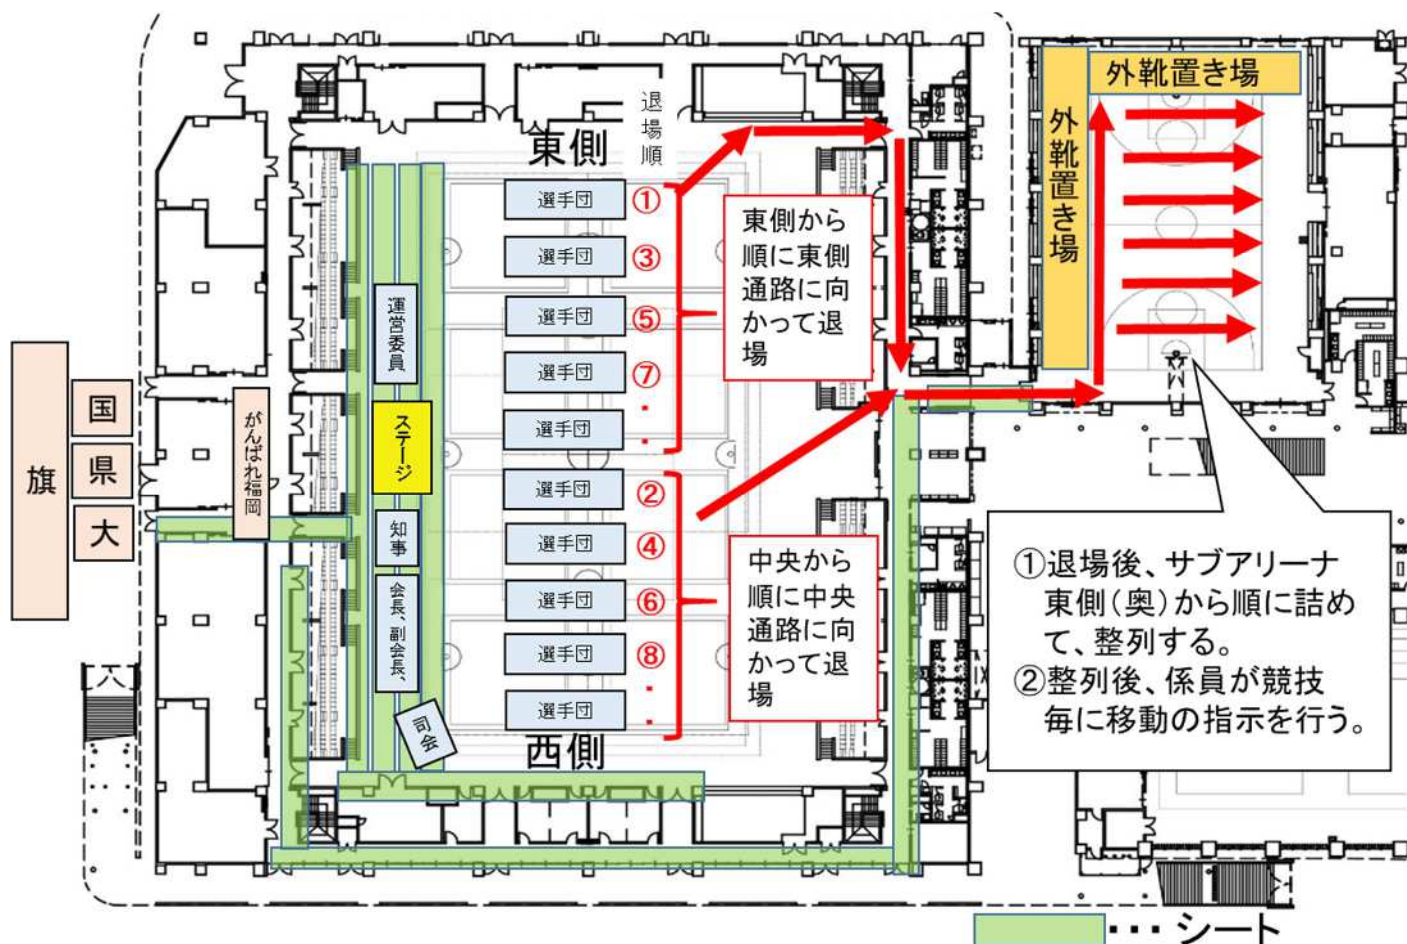 外靴置き場
外靴置き場
退場順
東側
選手団 ①
選手団 ③
選手団 ⑤
選手団 ⑦
選手団 ・
選手団 ②
選手団 ④
選手団 ⑥
選手団 ⑧
選手団 ・
西側
東側から
順に東側
通路に向
かって退
場
中央から
順に中央
通路に向
かって退
場
運営委員
ステージ
知事
会長、副会長、
司会
がんばれ福岡
旗
国
県
大
①退場後、サブアリーナ
東側(奥)から順に詰め
て、整列する。
②整列後、係員が競技
毎に移動の指示を行う。
・・・シート